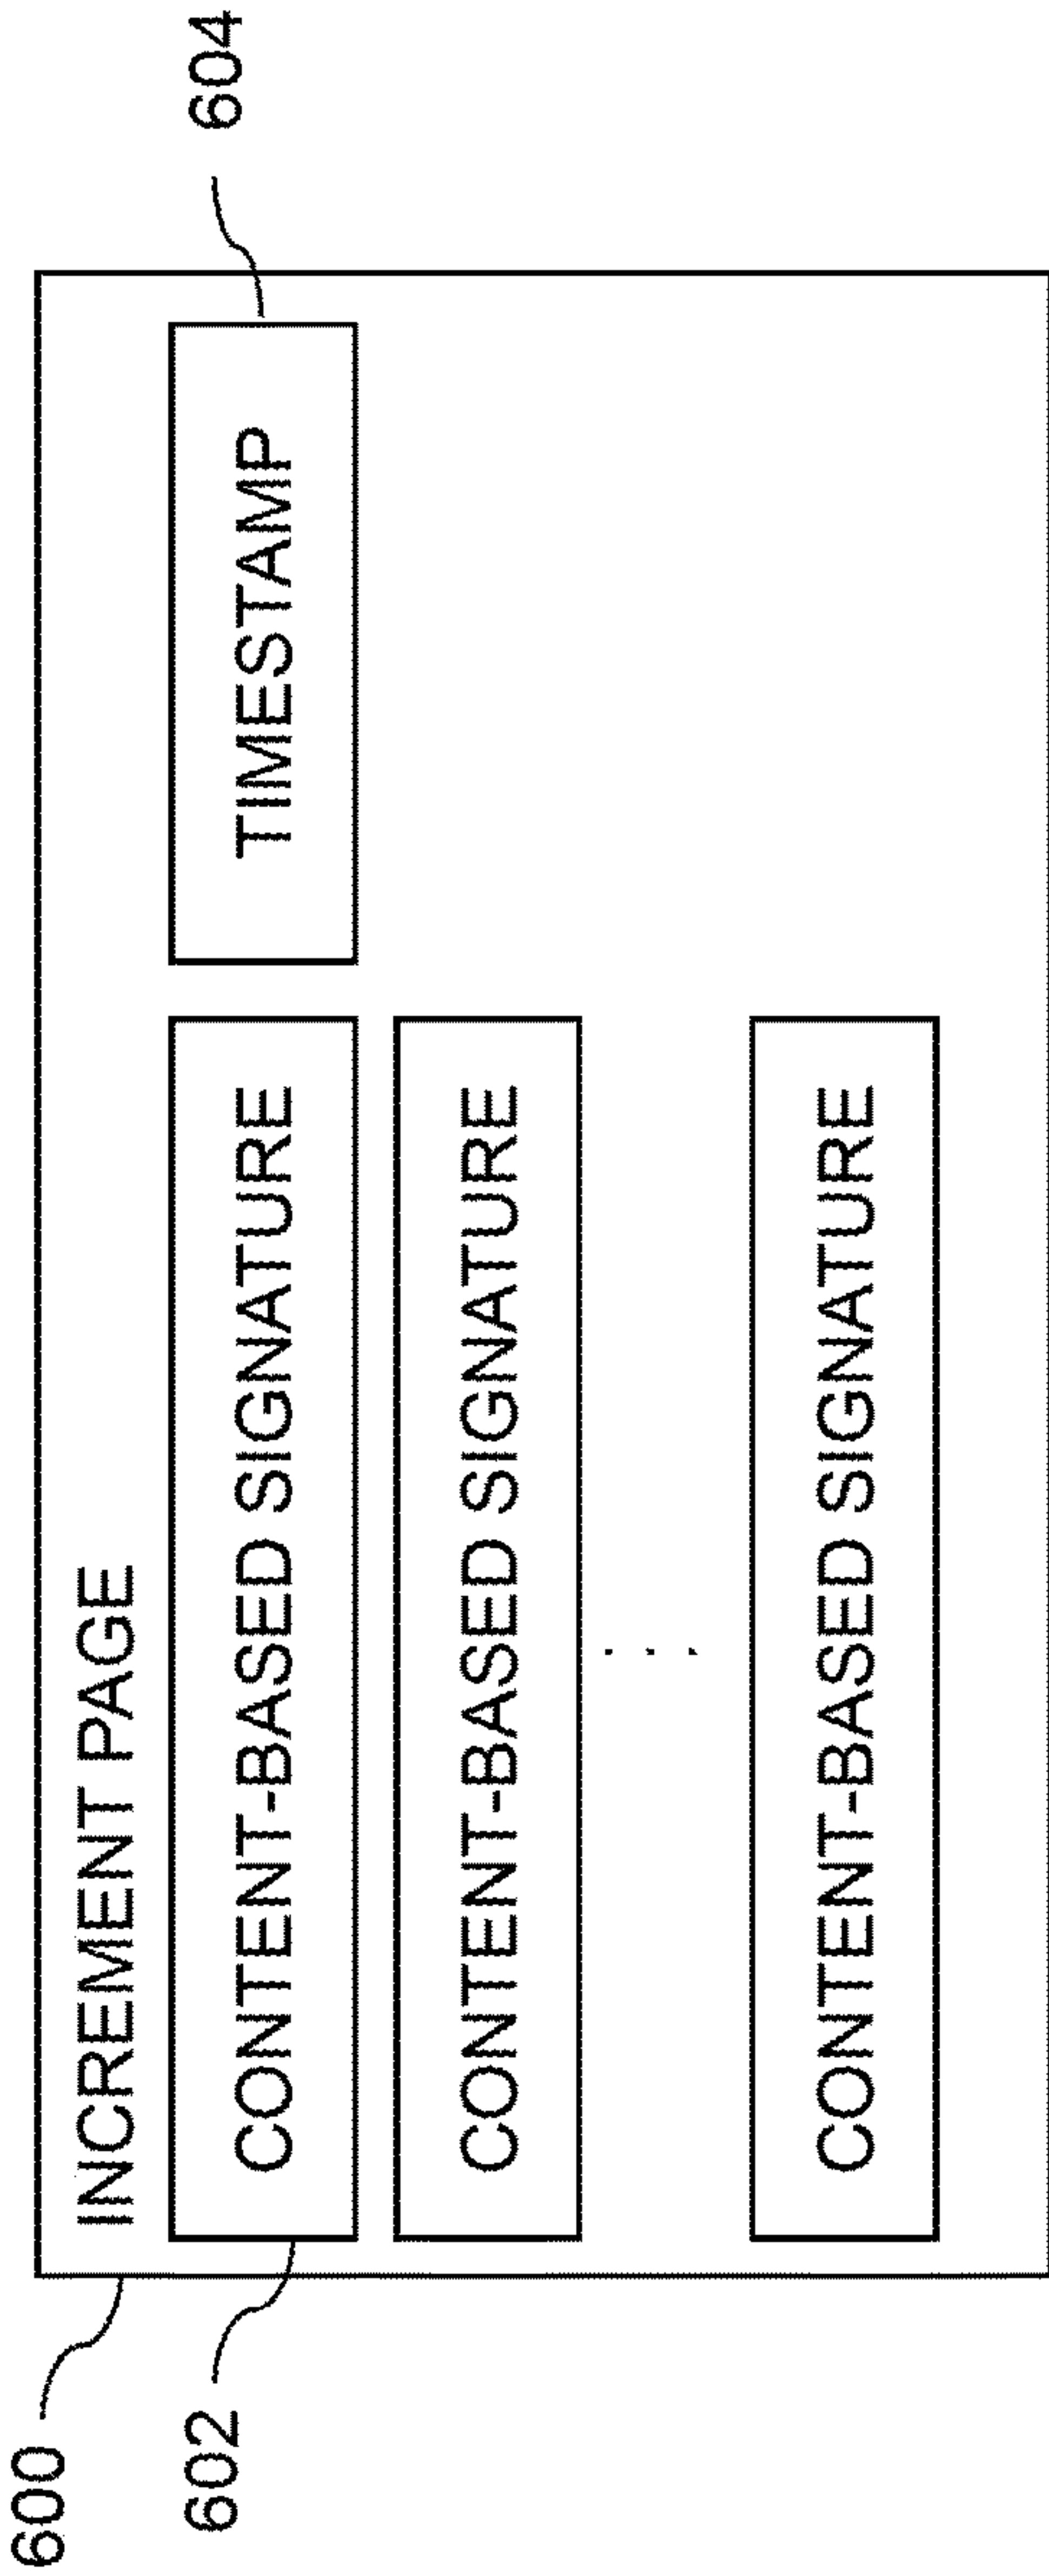 600
INCREMENT PAGE
602
CONTENT-BASED SIGNATURE
TIMESTAMP
604
CONTENT-BASED SIGNATURE
. . .
CONTENT-BASED SIGNATURE